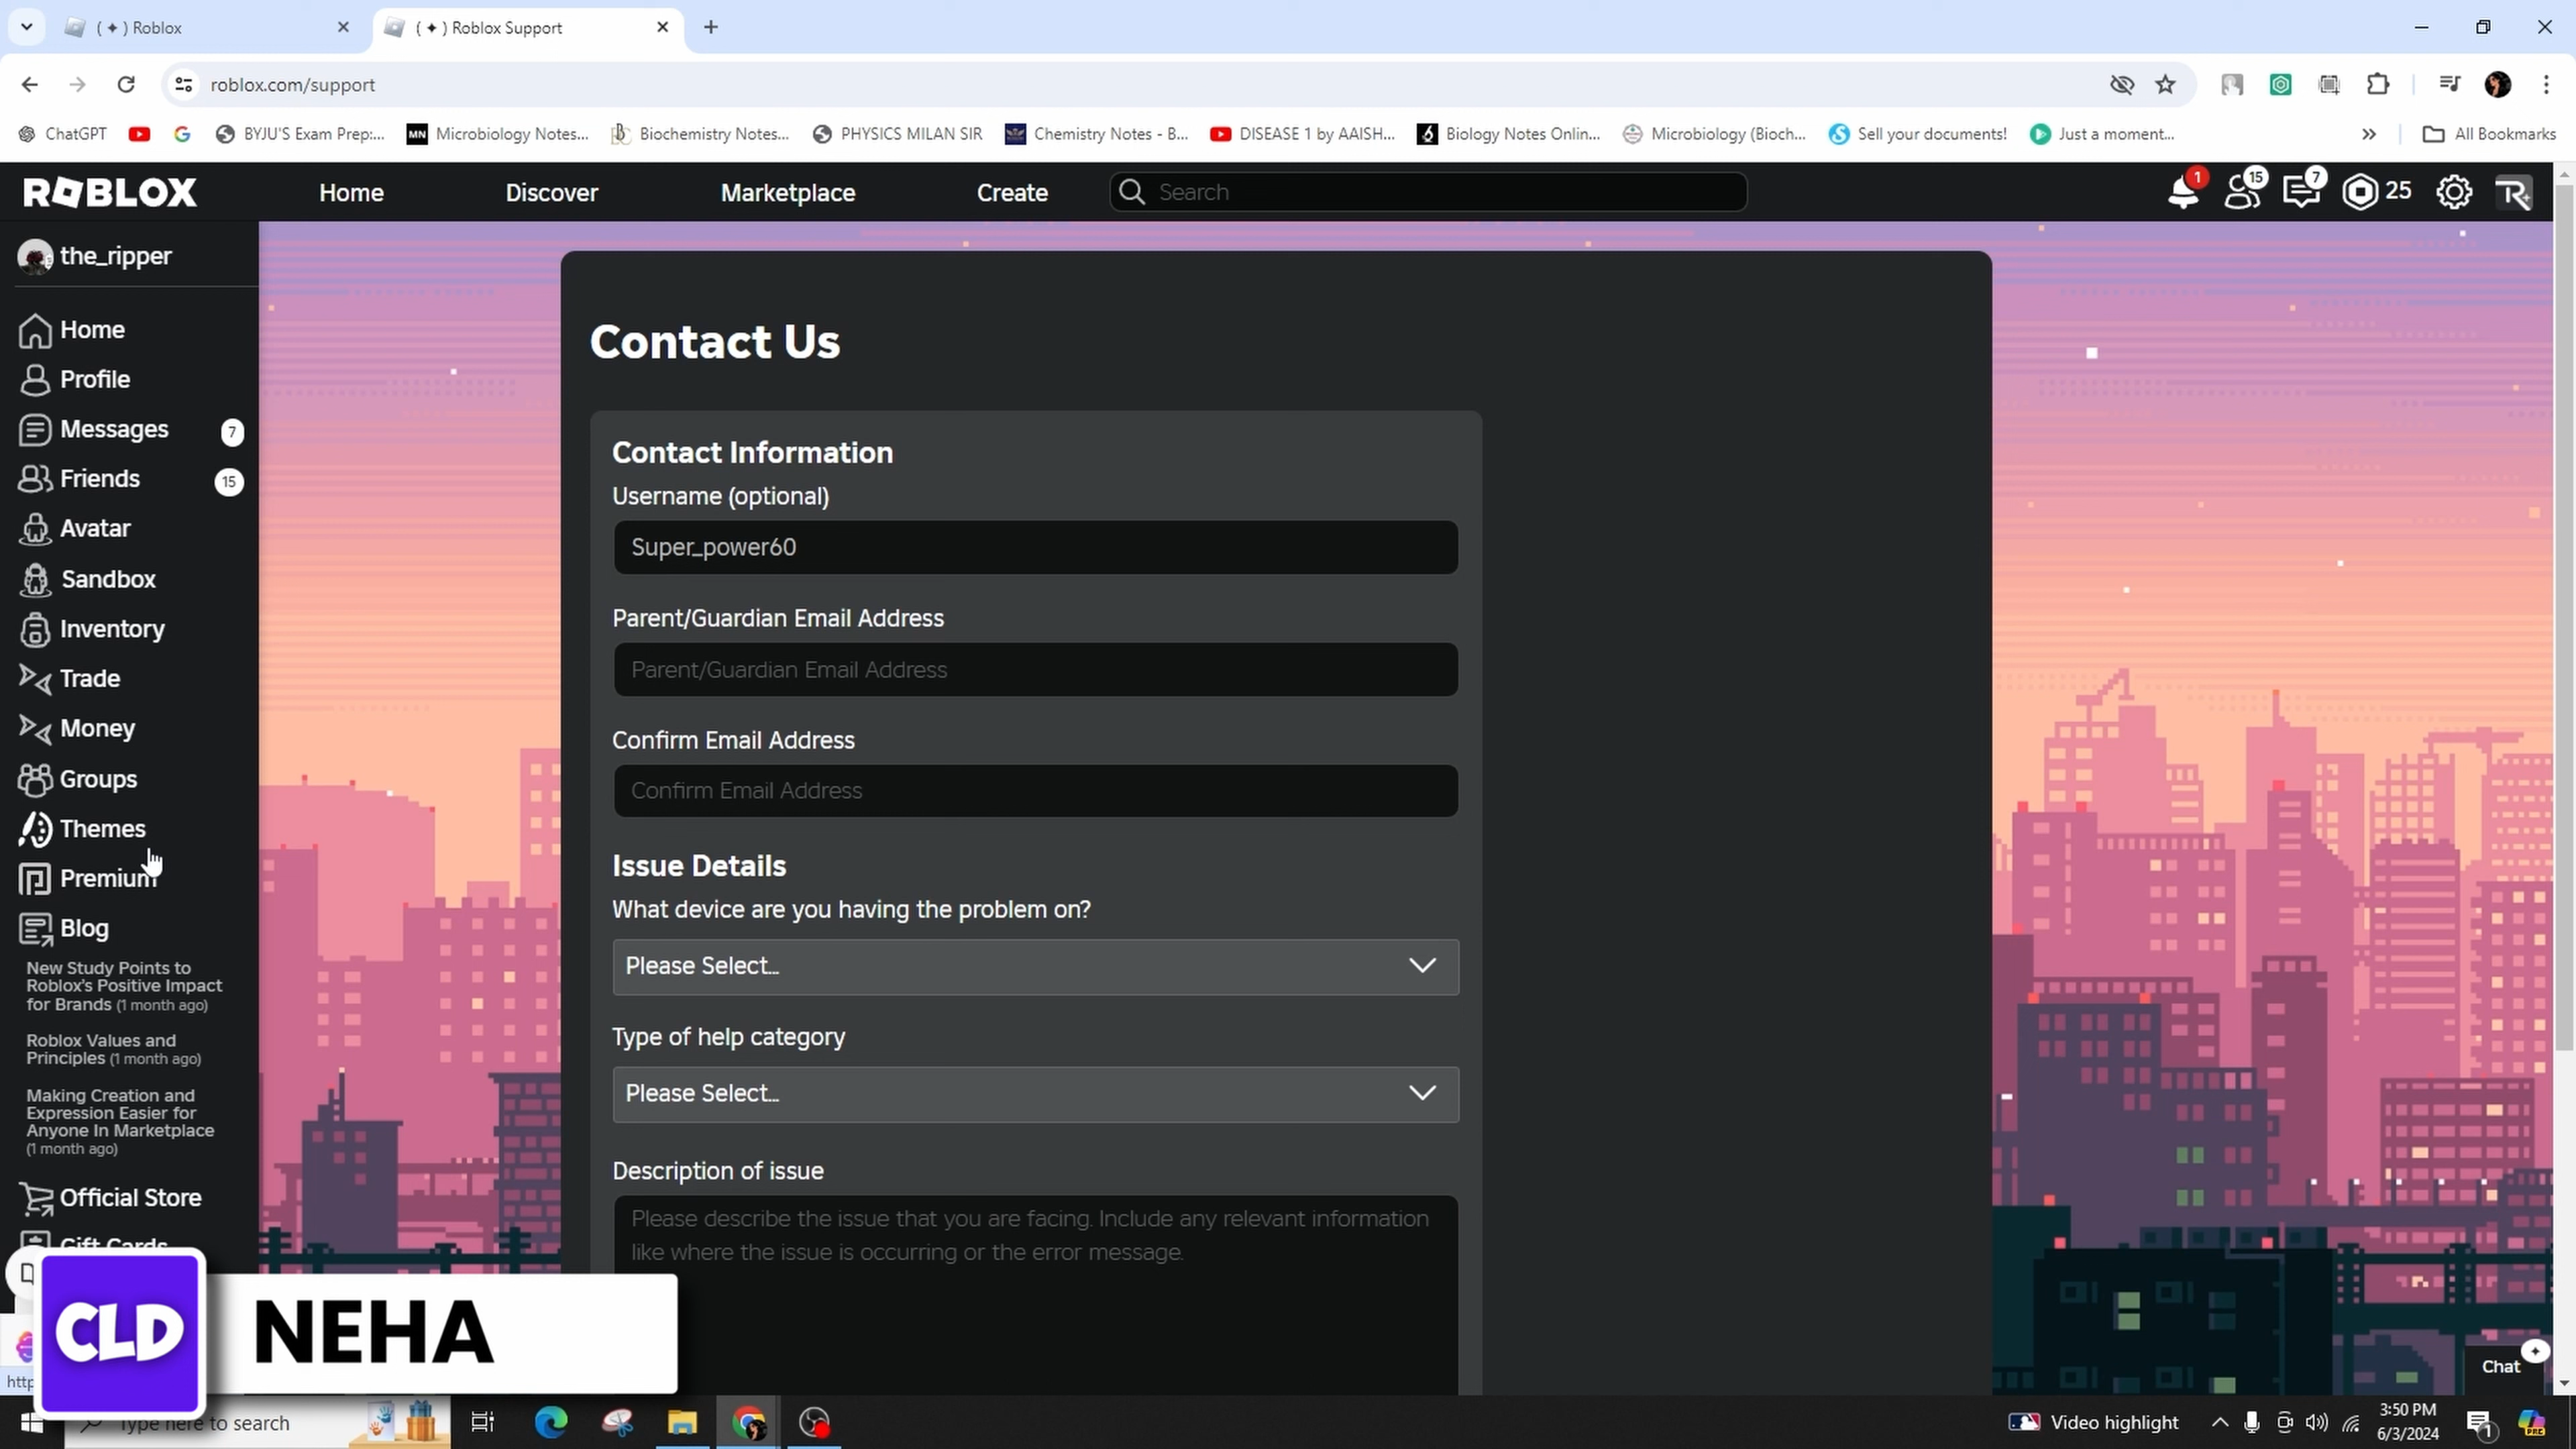 ( ✦ ) Roblox
( ✦ ) Roblox Support
roblox.com/support
ChatGPT
BYJU'S Exam Prep:...
MN
Microbiology Notes...
Biochemistry Notes...
PHYSICS MILAN SIR
Chemistry Notes - B...
DISEASE 1 by AAISH...
Biology Notes Onlin...
Microbiology (Bioch...
Sell your documents!
Just a moment...
All Bookmarks
ROBLOX
Home
Discover
Marketplace
Create
Search
1
15
7
25
the_ripper
Home
Profile
Messages
7
Friends
15
Avatar
Sandbox
Inventory
Trade
Money
Groups
Themes
Premium
Blog
New Study Points to
Roblox's Positive Impact
for Brands (1 month ago)
Roblox Values and
Principles (1 month ago)
Making Creation and
Expression Easier for
Anyone In Marketplace
(1 month ago)
Official Store
Gift Cards
Contact Us
Contact Information
Username (optional)
Super_power60
Parent/Guardian Email Address
Parent/Guardian Email Address
Confirm Email Address
Confirm Email Address
Issue Details
What device are you having the problem on?
Please Select...
Type of help category
Please Select...
Description of issue
Please describe the issue that you are facing. Include any relevant information
like where the issue is occurring or the error message.
Chat
CLD
NEHA
http
Type here to search
Video highlight
3:50 PM
6/3/2024
1
PRE